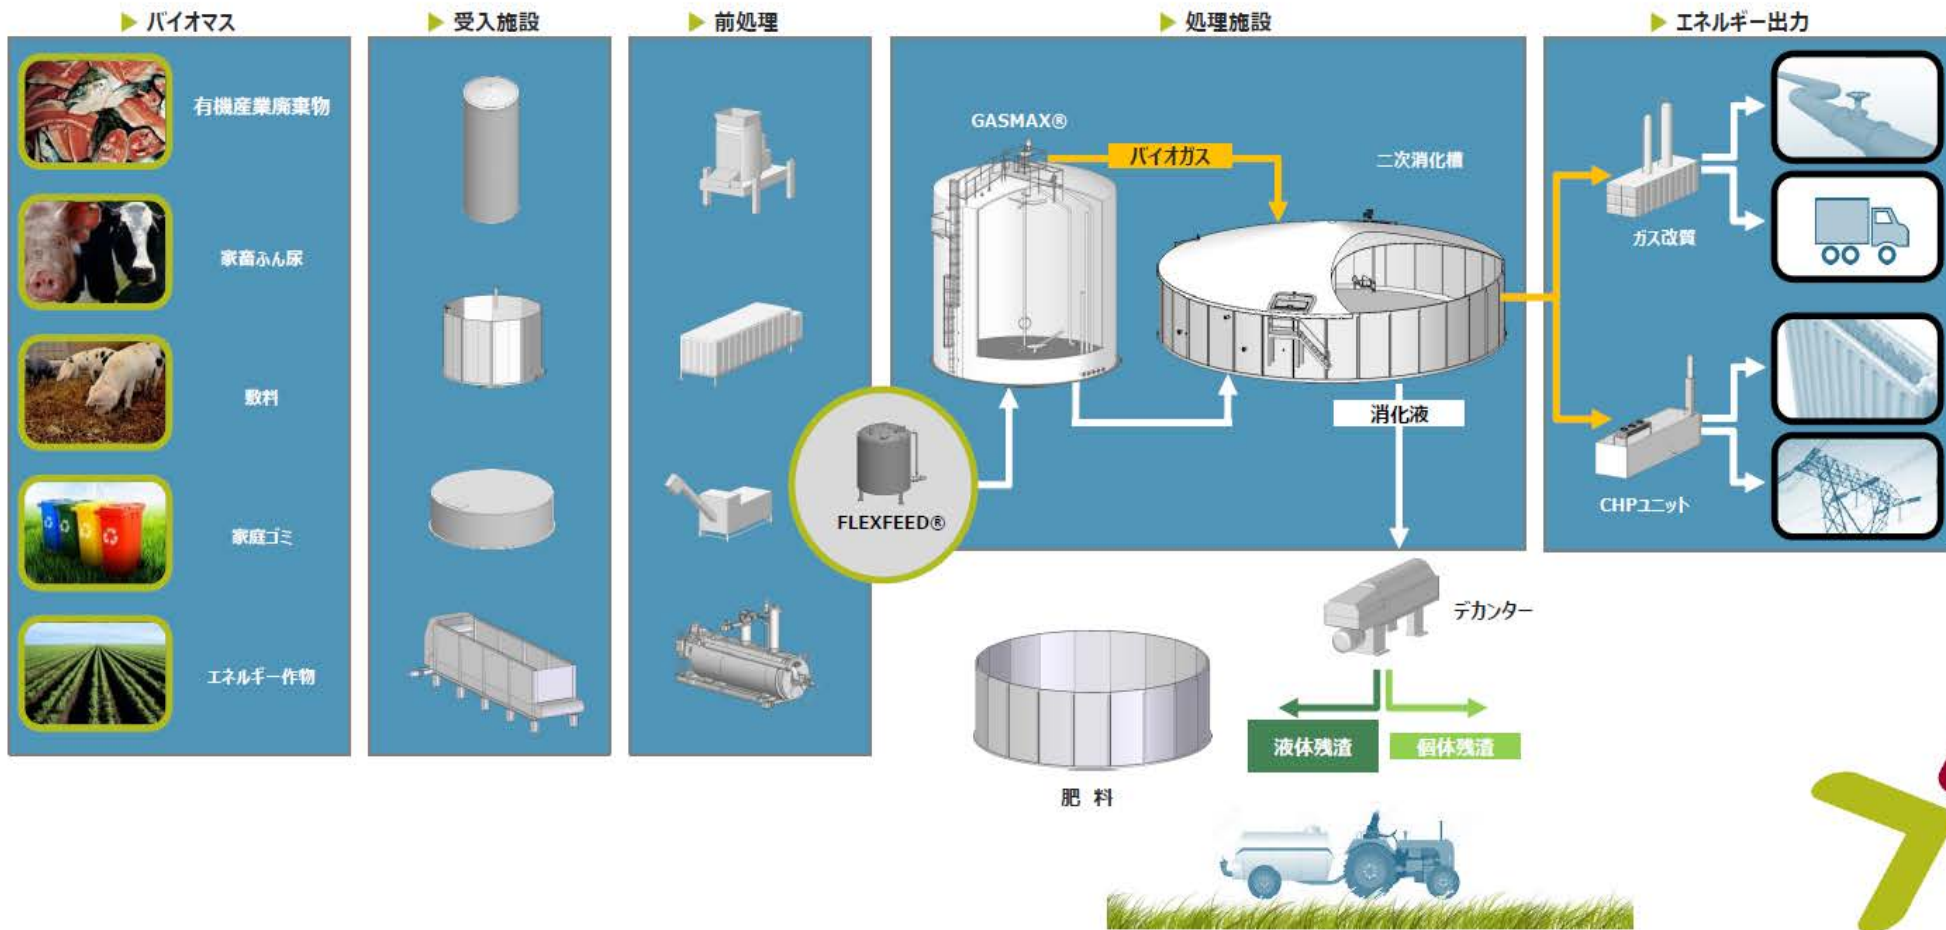 バイオマス
受入施設
前処理
処理施設
エネルギー出力
有機産業廃棄物
家畜ふん尿
敷料
家庭ゴミ
エネルギー作物
FLEXFEED®
GASMAX®
バイオガス
二次消化槽
消化液
デカンター
液体残渣
個体残渣
肥 料
ガス改質
CHPユニット